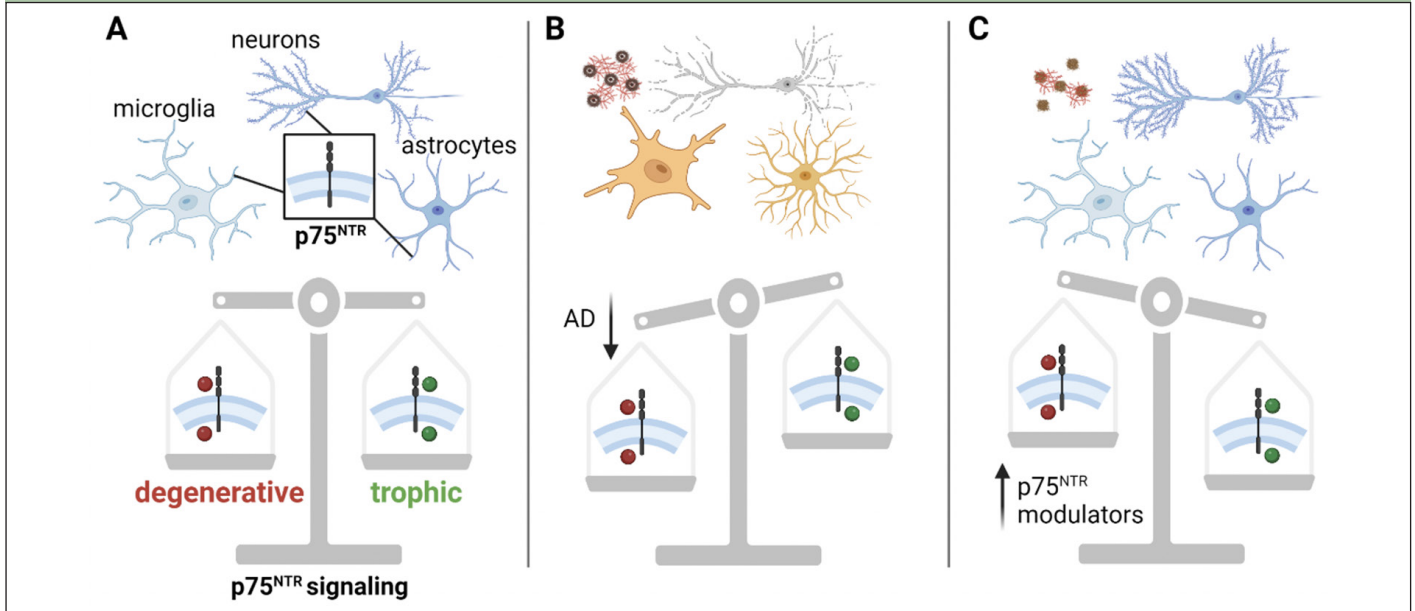 A
neurons
microglia
astrocytes
p75NTR
degenerative
trophic
p75NTR signaling
B
AD
C
p75NTR
modulators